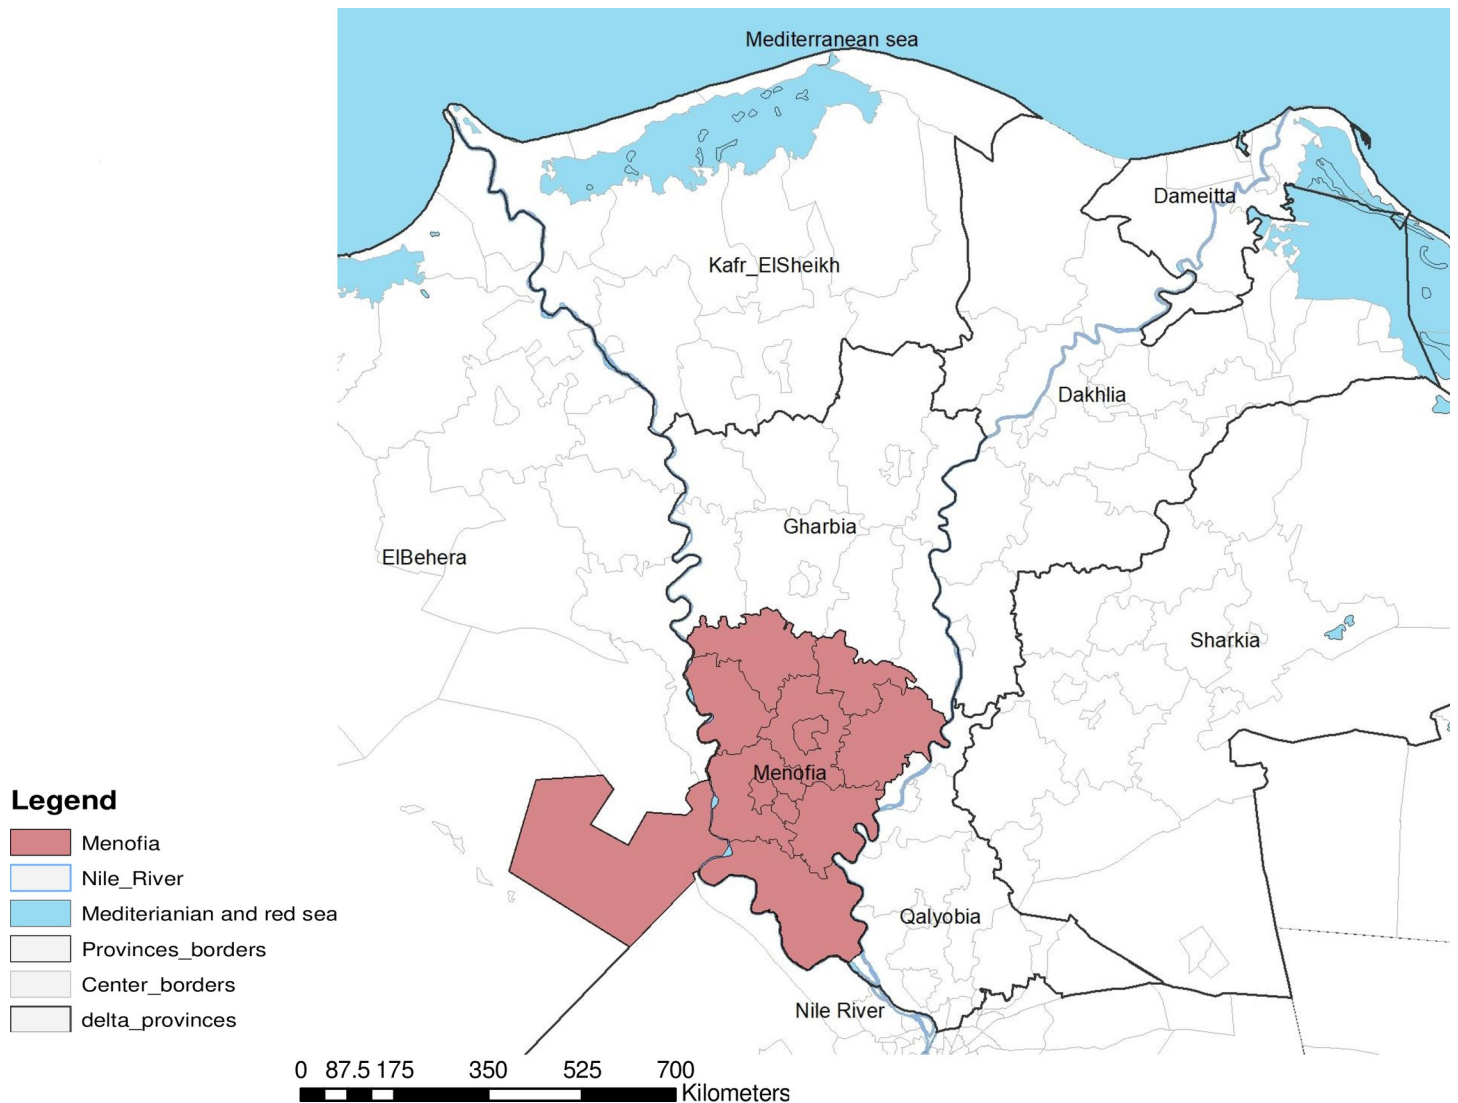 Mediterranean sea
Dameitta
Kafr_ElSheikh
Dakhlia
Gharbia
ElBehera
Sharkia
Menofia
Qalyobia
Nile River
Legend
Menofia
Nile_River
Mediterianian and red sea
Provinces_borders
Center_borders
delta_provinces
0 87.5 175 350 525 700
Kilometers